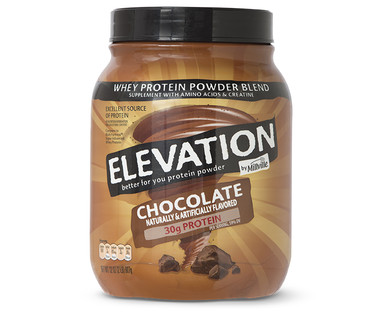 WHEY PROTEIN POWDER BLEND
SUPPLEMENT WITH AMINO ACIDS & CREATINE
EXCELLENT SOURCE
OF PROTEIN
ELEVATION
by Millville
better for you protein powder
CHOCOLATE
NATURALLY & ARTIFICIALLY FLAVORED
30g PROTEIN